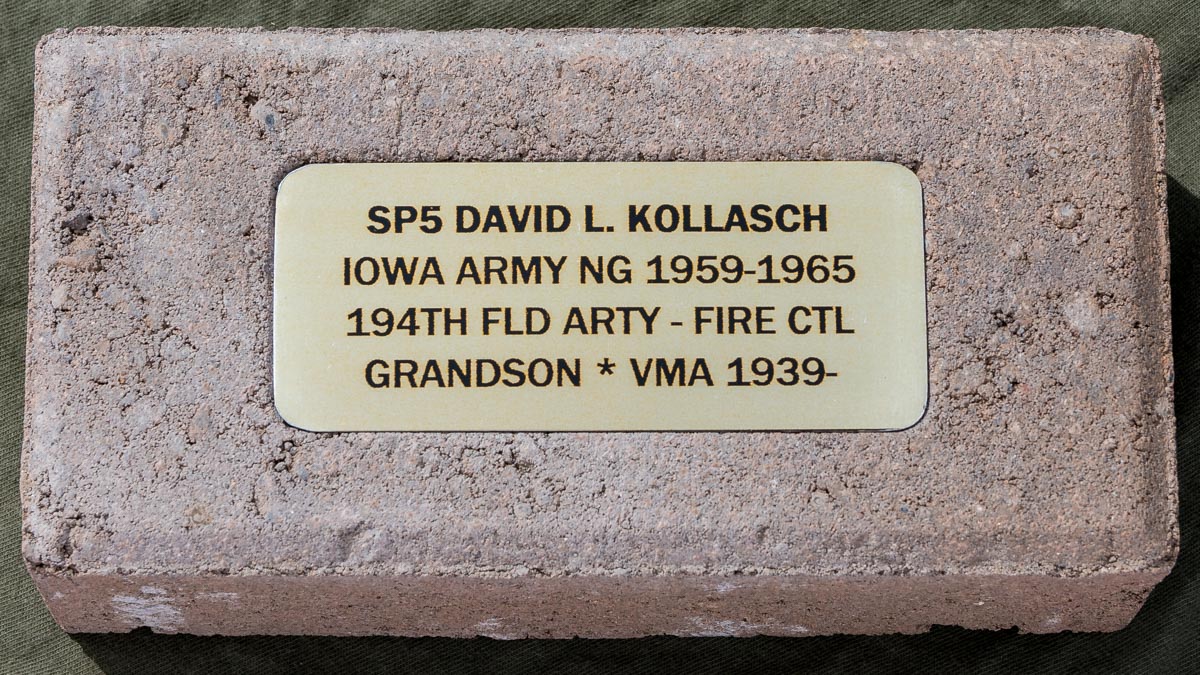 SP5 DAVID L. KOLLASCH
IOWA ARMY NG 1959-1965
194TH FLD ARTY - FIRE CTL
GRANDSON * VMA 1939-